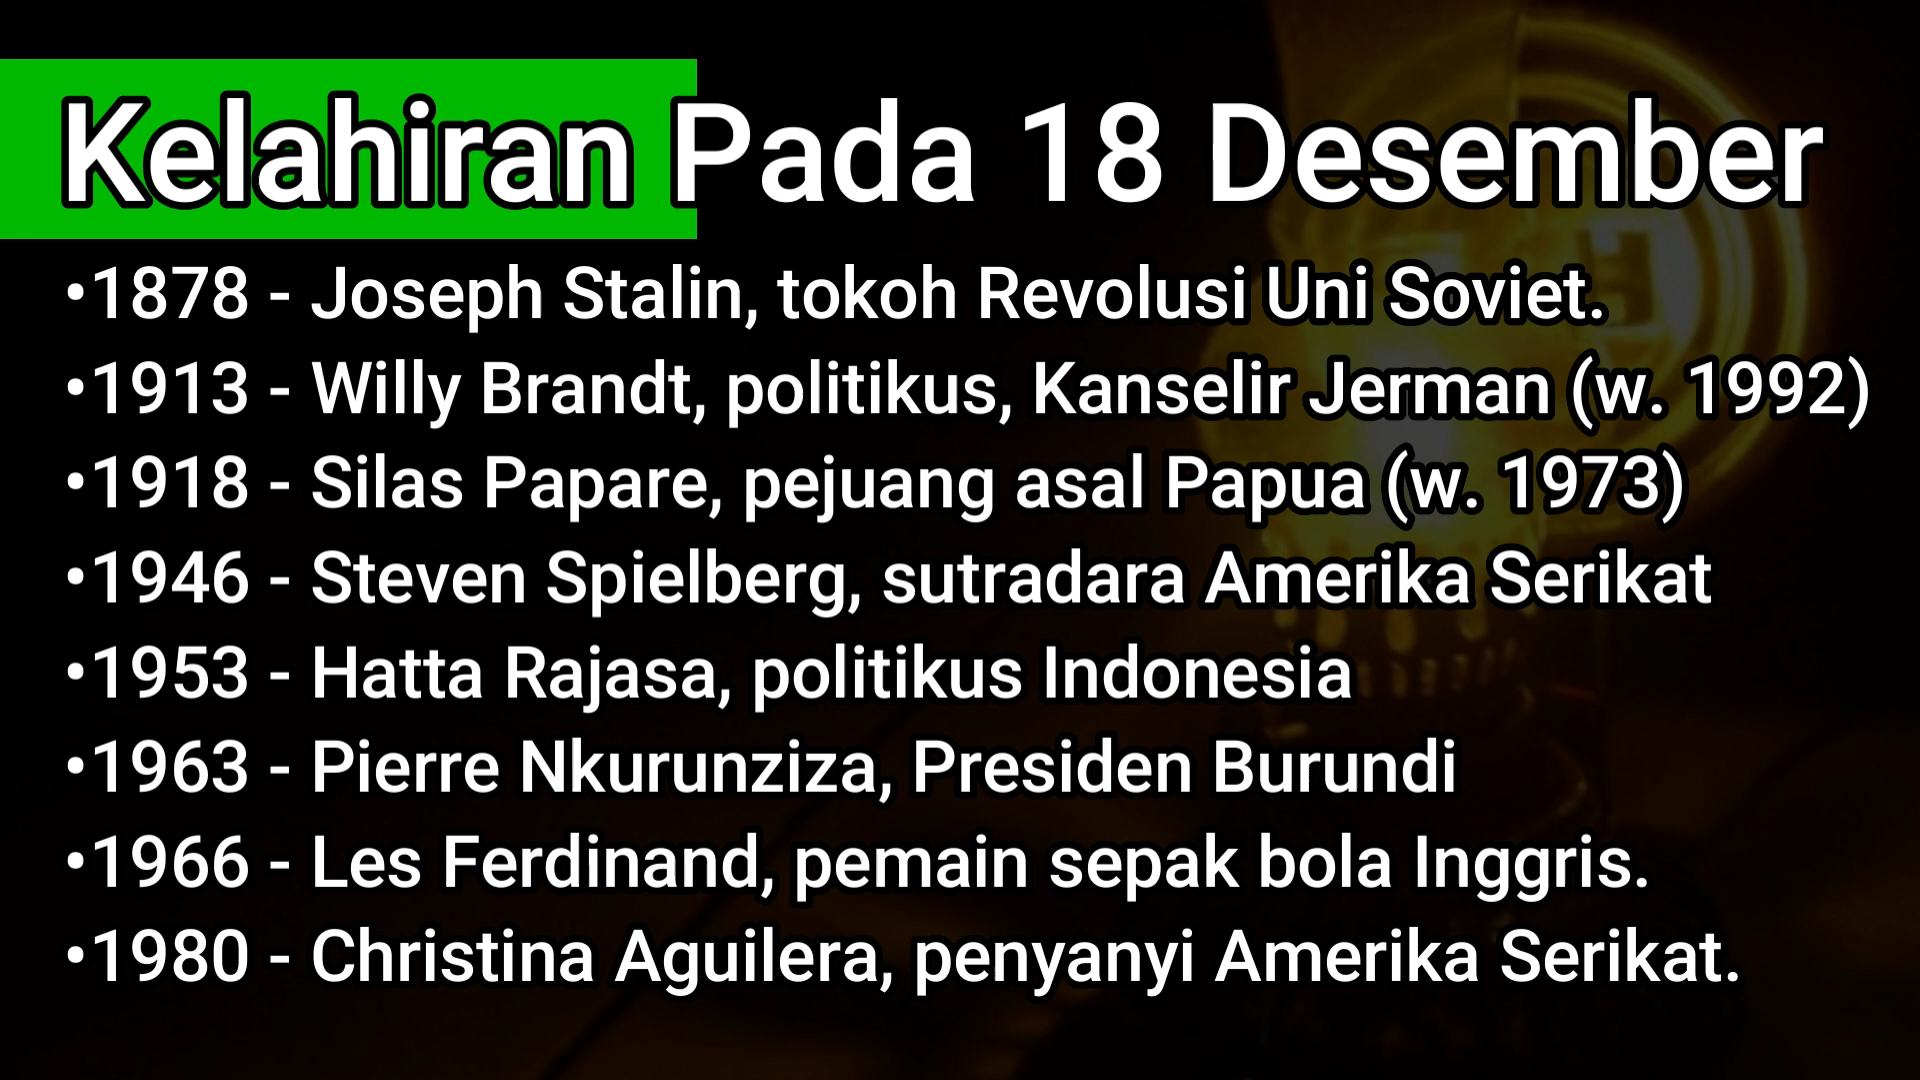 Kelahiran Pada 18 Desember
•1878 - Joseph Stalin, tokoh Revolusi Uni Soviet.
•1913 - Willy Brandt, politikus, Kanselir Jerman (w. 1992)
•1918 - Silas Papare, pejuang asal Papua (w. 1973)
•1946 - Steven Spielberg, sutradara Amerika Serikat
•1953 - Hatta Rajasa, politikus Indonesia
•1963 - Pierre Nkurunziza, Presiden Burundi
•1966 - Les Ferdinand, pemain sepak bola Inggris.
•1980 - Christina Aguilera, penyanyi Amerika Serikat.